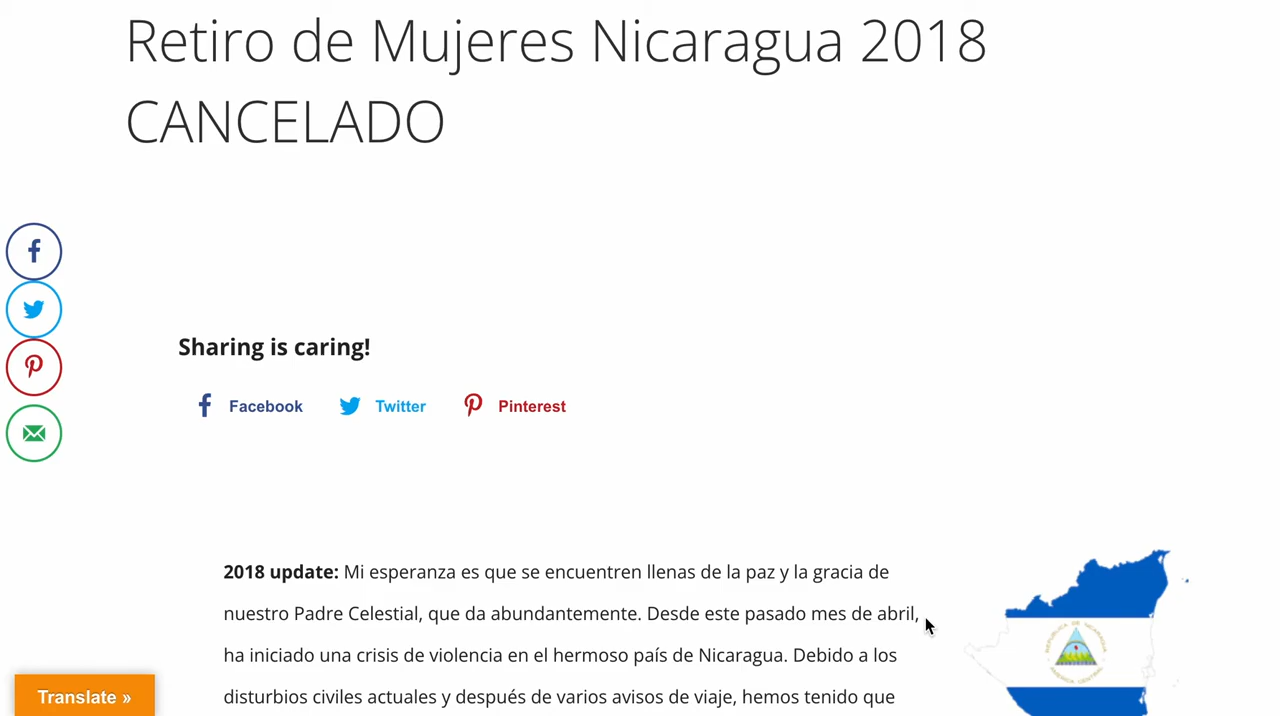 Retiro de Mujeres Nicaragua 2018
CANCELADO
Sharing is caring!
Facebook Twitter Pinterest
2018 update: Mi esperanza es que se encuentren llenas de la paz y la gracia de
nuestro Padre Celestial, que da abundantemente. Desde este pasado mes de abril,
ha iniciado una crisis de violencia en el hermoso país de Nicaragua. Debido a los
disturbios civiles actuales y después de varios avisos de viaje, hemos tenido que
Translate »